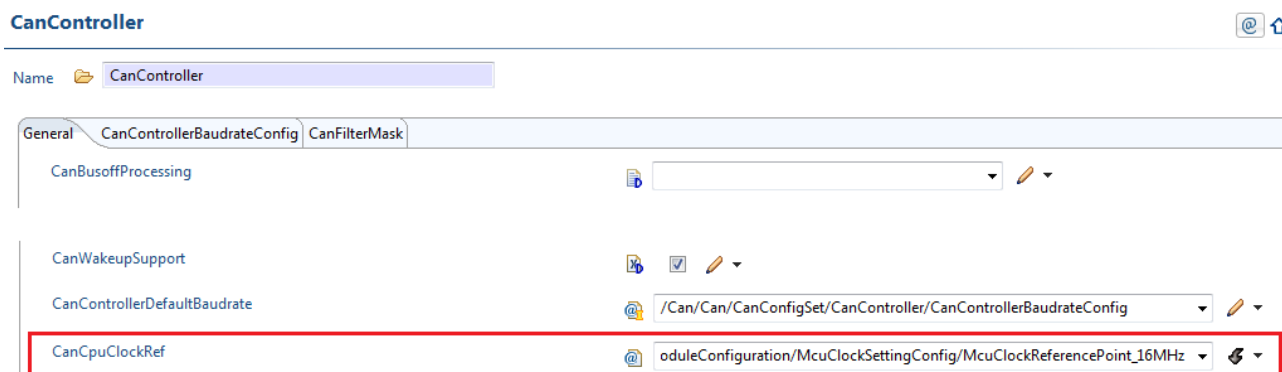 CanController
Name CanController
General CanControllerBaudrateConfig CanFilterMask
CanBusoffProcessing
CanWakeupSupport
CanControllerDefaultBaudrate /Can/Can/CanConfigSet/CanController/CanControllerBaudrateConfig
CanCpuClockRef oduleConfiguration/McuClockSettingConfig/McuClockReferencePoint_16MHz